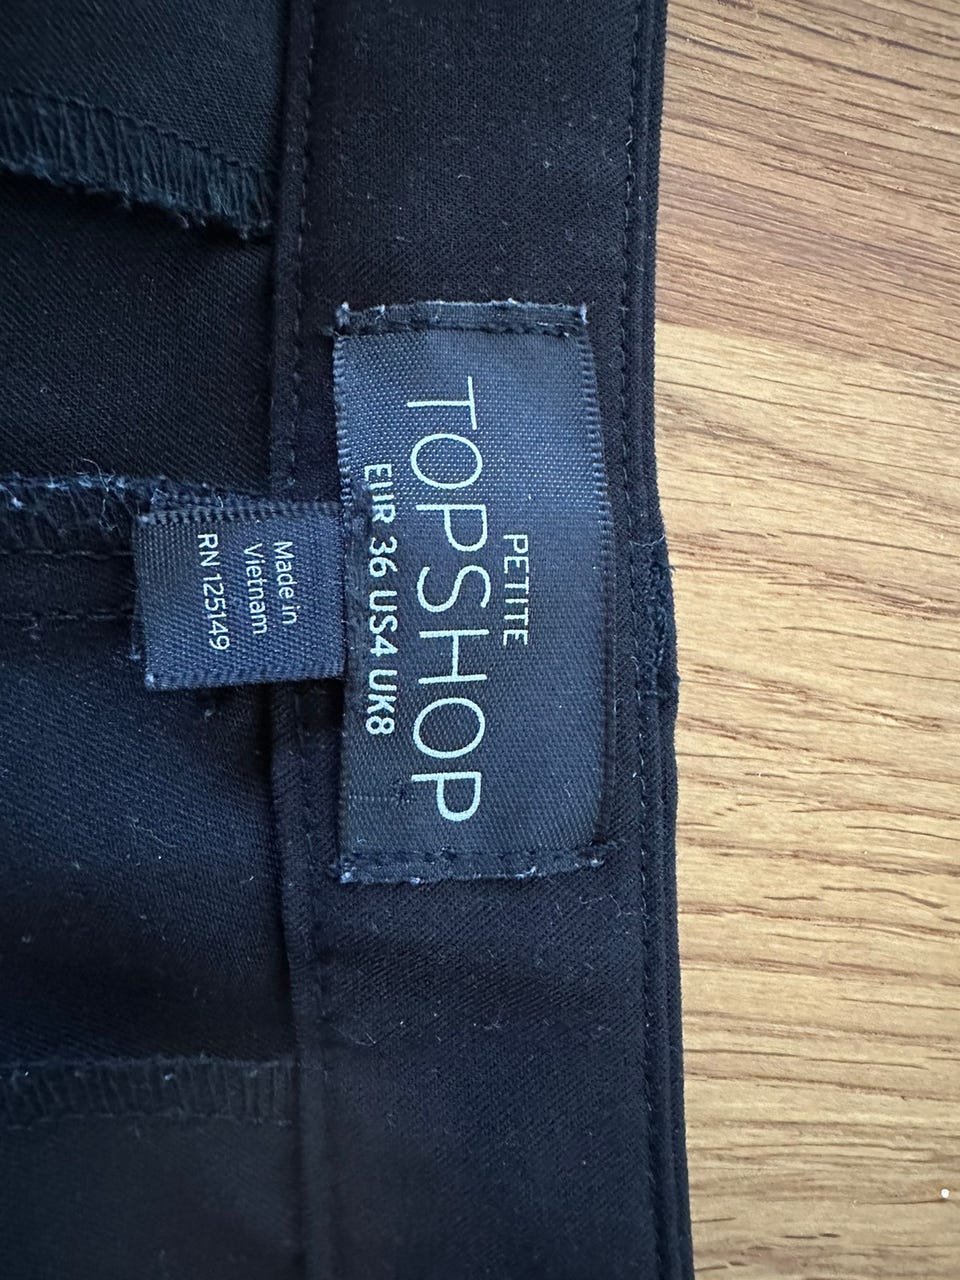 PETITE
TOPSHOP
EUR 36 US4 UK8
Made in
Vietnam
RN 125149